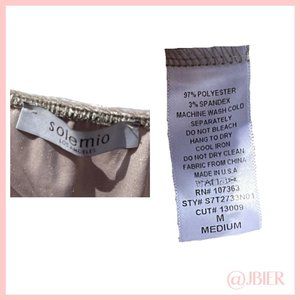 solemio
LOS ANGELES
97% POLYESTER
3% SPANDEX
MACHINE WASH COLD
SEPARATELY
DO NOT BLEACH
HANG TO DRY
COOL IRON
DO NOT DRY CLEAN
FABRIC FROM CHINA
MADE IN U.S.A
RN# 107363
STY# S7T2733N01
CUT# 13009
M
MEDIUM
@JBIER